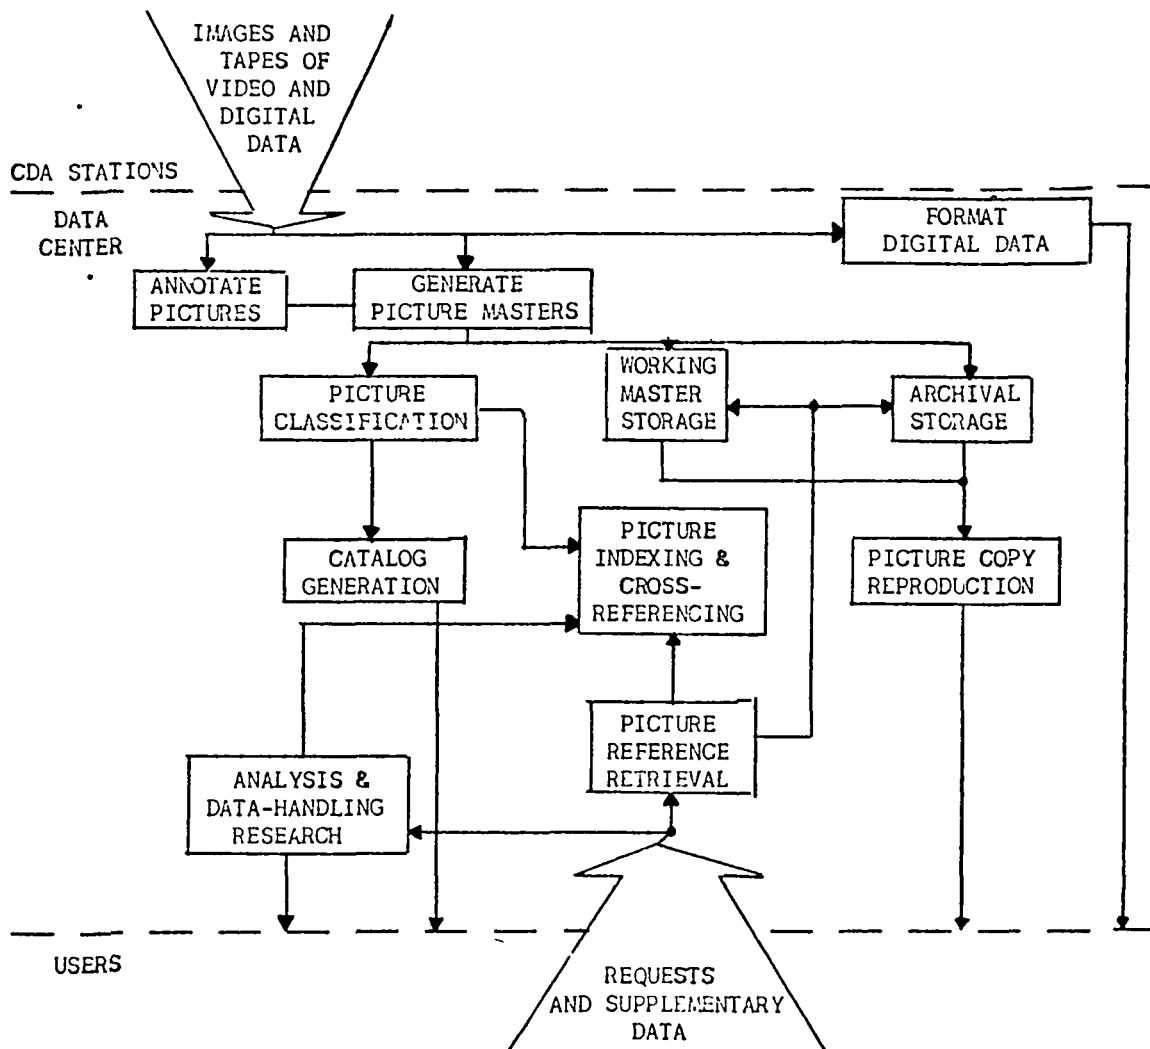 IMAGES AND
TAPES OF
VIDEO AND
DIGITAL
DATA
CDA STATIONS
DATA
CENTER
FORMAT
DIGITAL DATA
ANNOTATE
PICTURES
GENERATE
PICTURE MASTERS
PICTURE
CLASSIFICATION
WORKING
MASTER
STORAGE
ARCHIVAL
STORAGE
CATALOG
GENERATION
PICTURE
INDEXING &
CROSS-
REFERENCING
PICTURE COPY
REPRODUCTION
PICTURE
REFERENCE
RETRIEVAL
ANALYSIS &
DATA-HANDLING
RESEARCH
USERS
REQUESTS
AND SUPPLEMENTARY
DATA